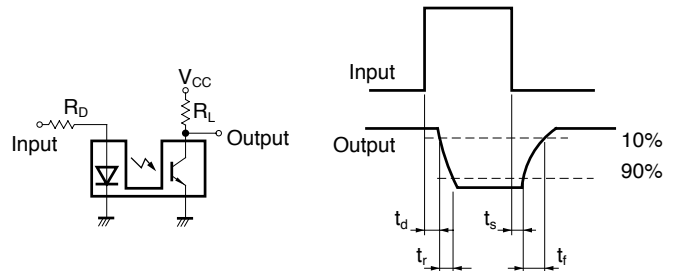 V_CC
R_D
R_L
Input
Output
Input
Output
10%
90%
t_d
t_s
t_r
t_f